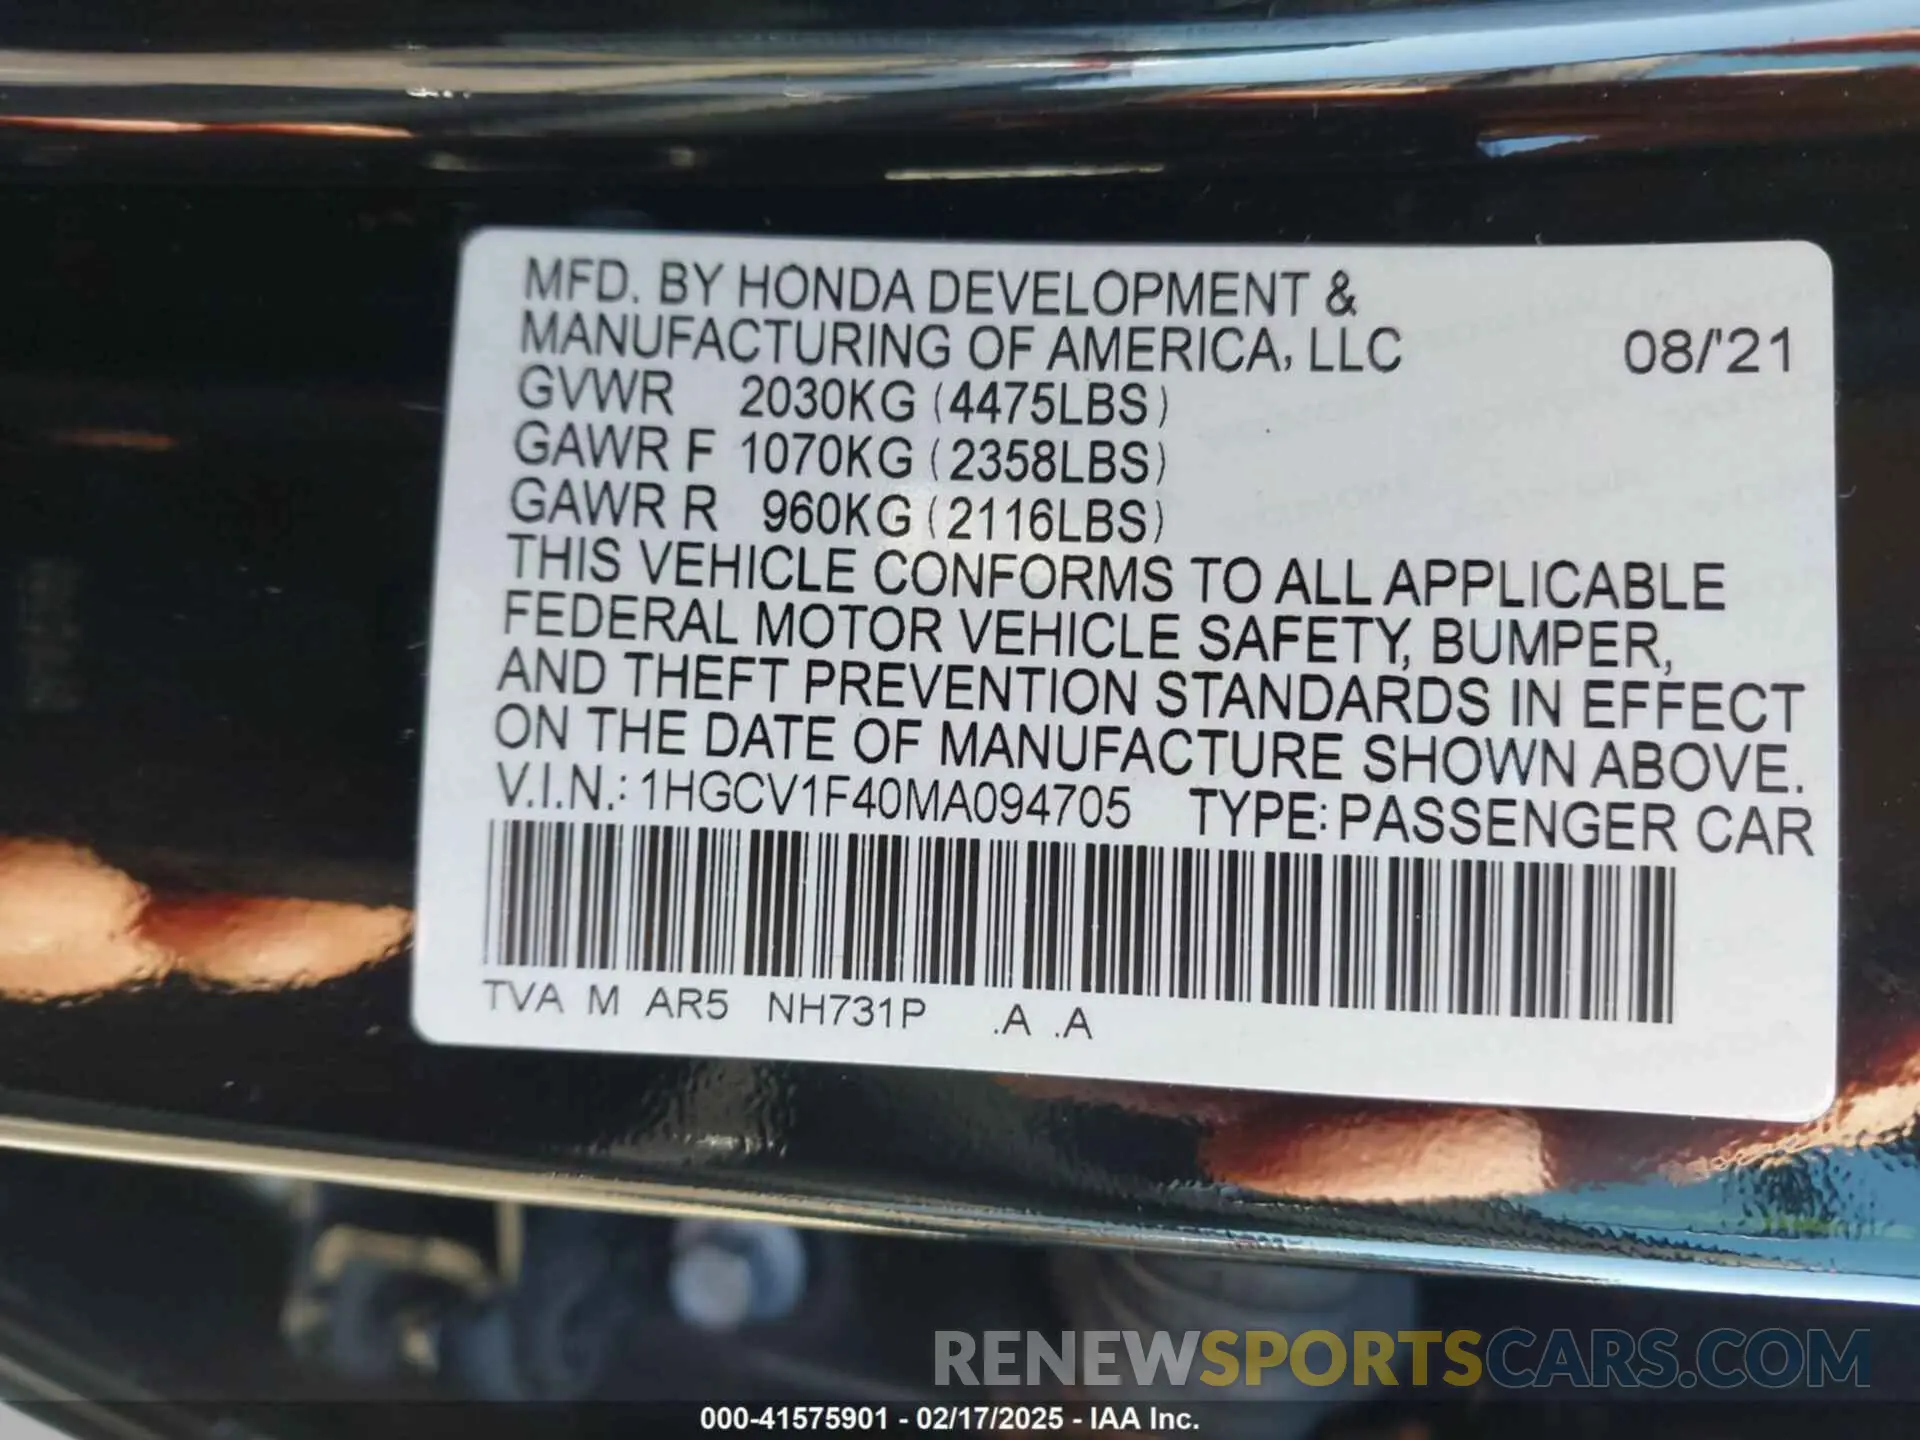 MFD. BY HONDA DEVELOPMENT &
MANUFACTURING OF AMERICA, LLC 08/'21
GVWR 2030KG (4475LBS)
GAWR F 1070KG (2358LBS)
GAWR R 960KG (2116LBS)
THIS VEHICLE CONFORMS TO ALL APPLICABLE
FEDERAL MOTOR VEHICLE SAFETY, BUMPER,
AND THEFT PREVENTION STANDARDS IN EFFECT
ON THE DATE OF MANUFACTURE SHOWN ABOVE.
V.I.N.: 1HGCV1F40MA094705 TYPE: PASSENGER CAR
TVA M AR5 NH731P .A .A
RENEWSPORTSCARS.COM
000-41575901 - 02/17/2025 - IAA Inc.